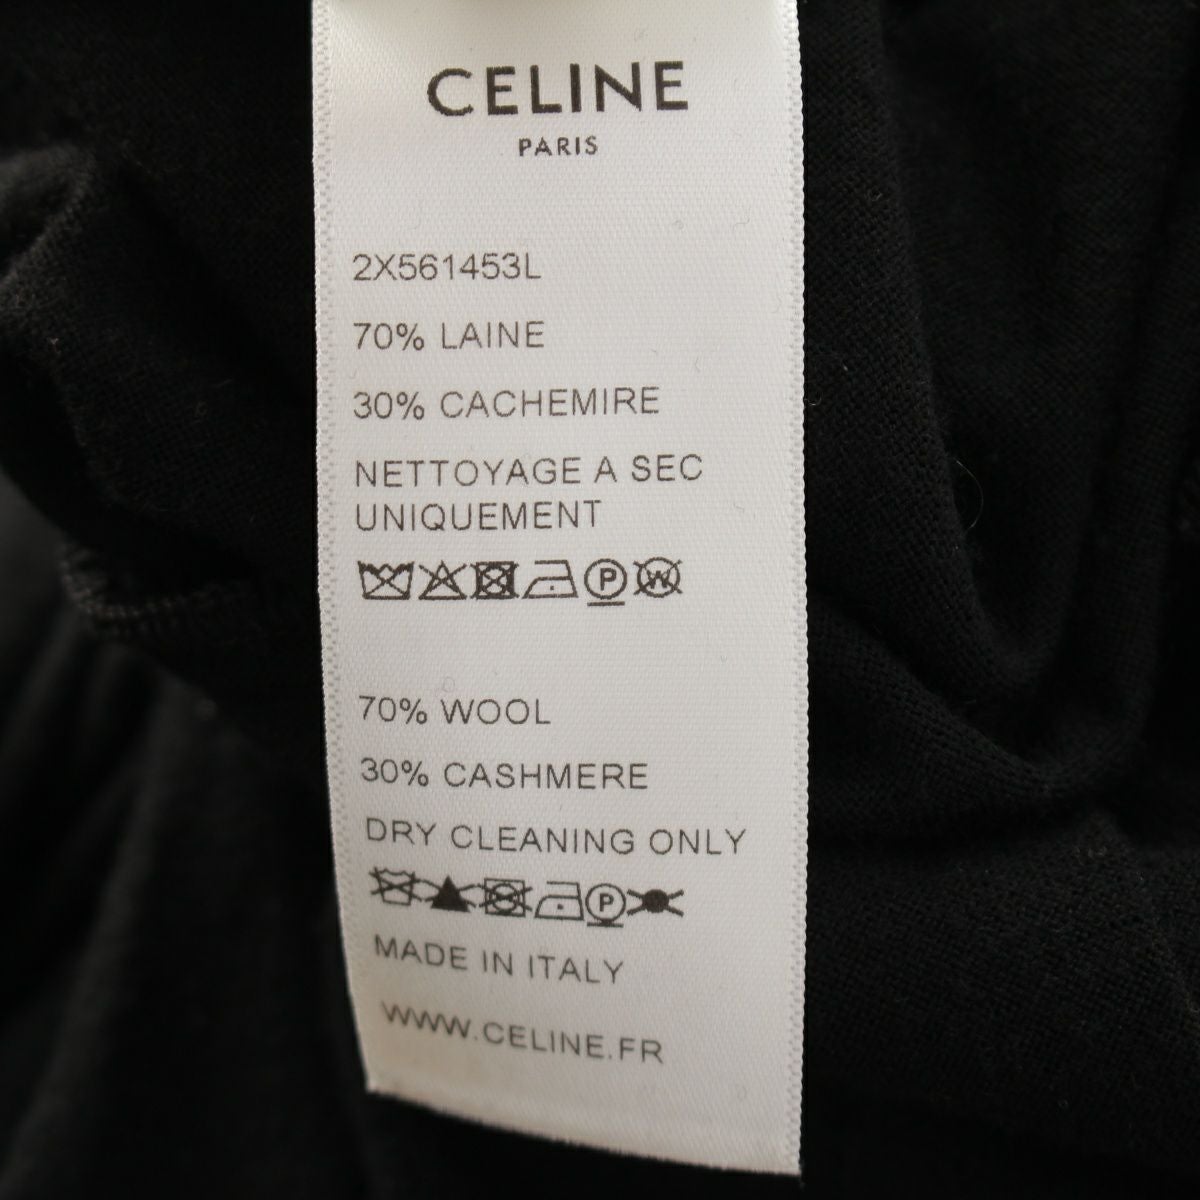 CELINE
PARIS
2X561453L
70% LAINE
30% CACHEMIRE
NETTOYAGE A SEC
UNIQUEMENT
P W
70% WOOL
30% CASHMERE
DRY CLEANING ONLY
P
MADE IN ITALY
WWW.CELINE.FR